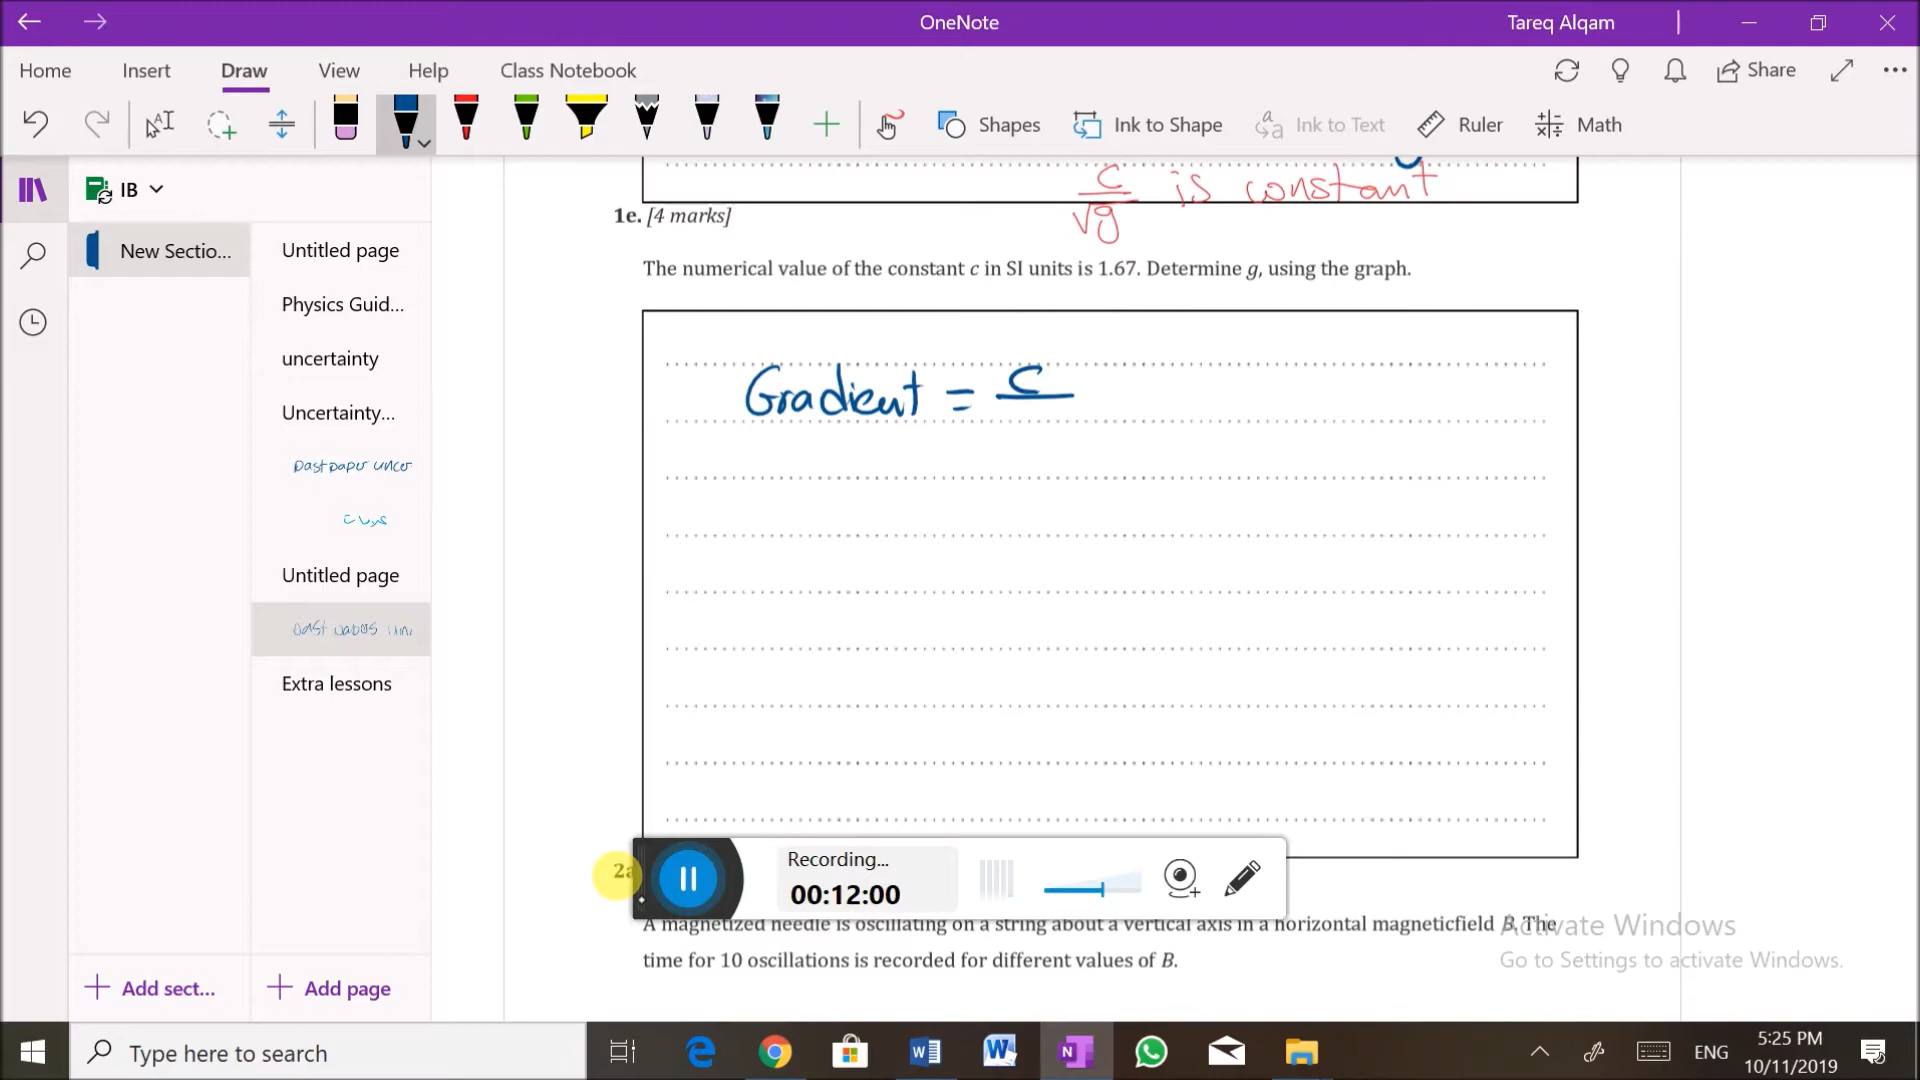 OneNote
Tareq Alqam
Home Insert Draw View Help Class Notebook
Share
Shapes Ink to Shape Ink to Text Ruler Math
IB
New Sectio...
Untitled page
Physics Guid...
uncertainty
Uncertainty...
Untitled page
Extra lessons
Add sect...
Add page
c/√g is constant
1e. [4 marks]
The numerical value of the constant c in SI units is 1.67. Determine g, using the graph.
Gradient = c
2a
Recording...
00:12:00
A magnetized needle is oscillating on a string about a vertical axis in a horizontal magneticfield B. The
time for 10 oscillations is recorded for different values of B.
Activate Windows
Go to Settings to activate Windows.
Type here to search
ENG
5:25 PM
10/11/2019